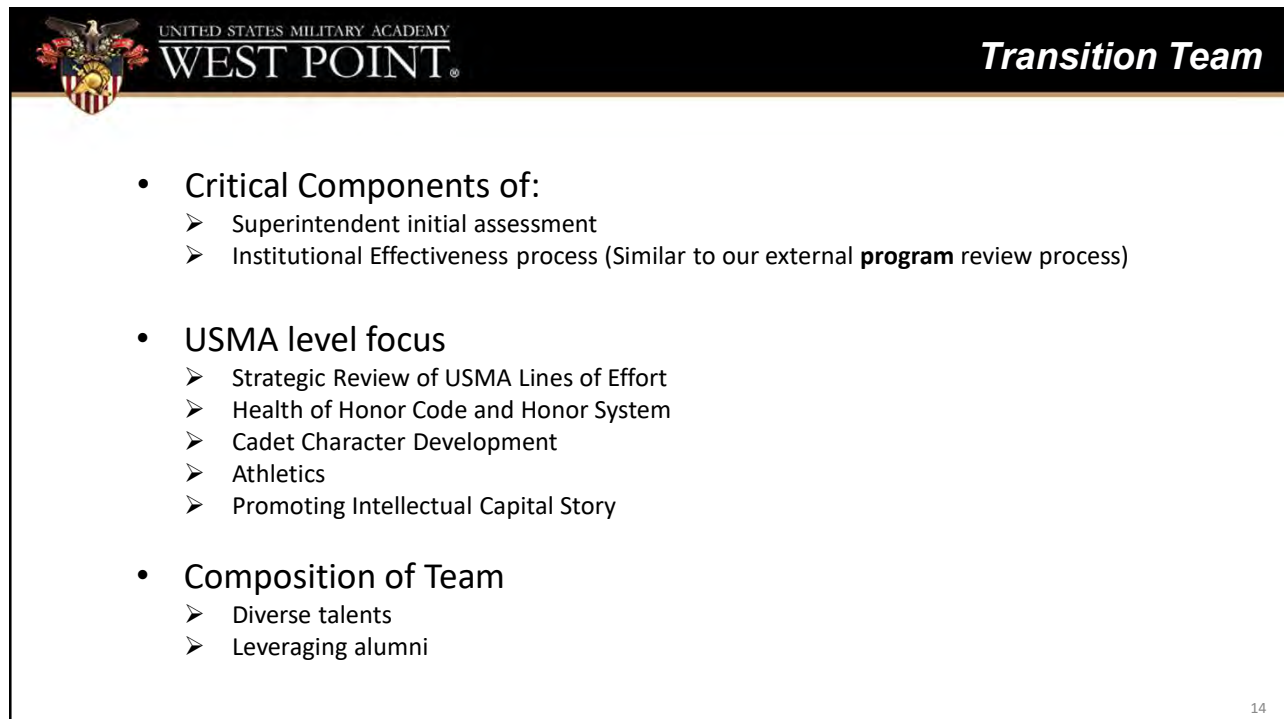 UNITED STATES MILITARY ACADEMY
WEST POINT®
Transition Team
• Critical Components of:
➢ Superintendent initial assessment
➢ Institutional Effectiveness process (Similar to our external program review process)
• USMA level focus
➢ Strategic Review of USMA Lines of Effort
➢ Health of Honor Code and Honor System
➢ Cadet Character Development
➢ Athletics
➢ Promoting Intellectual Capital Story
• Composition of Team
➢ Diverse talents
➢ Leveraging alumni
14